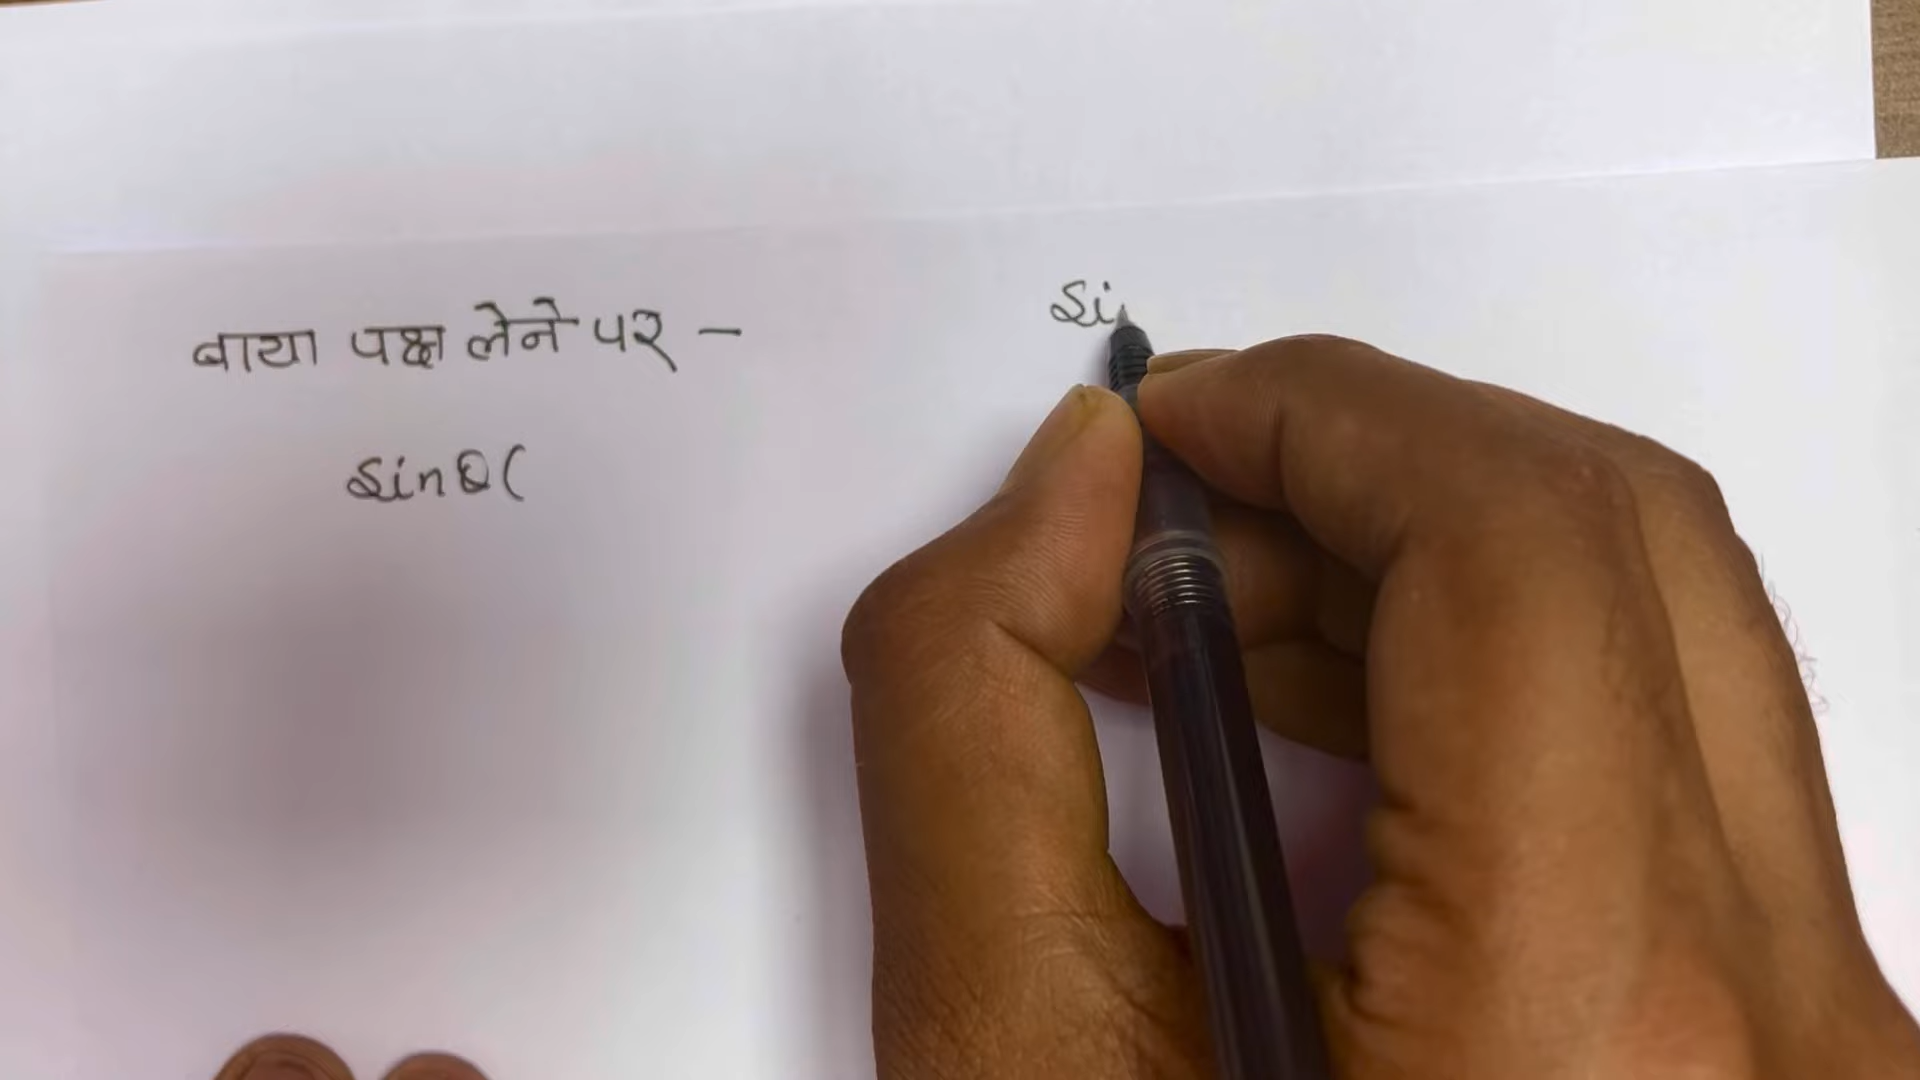 बाया पक्ष लेने पर –
sinθ(
si